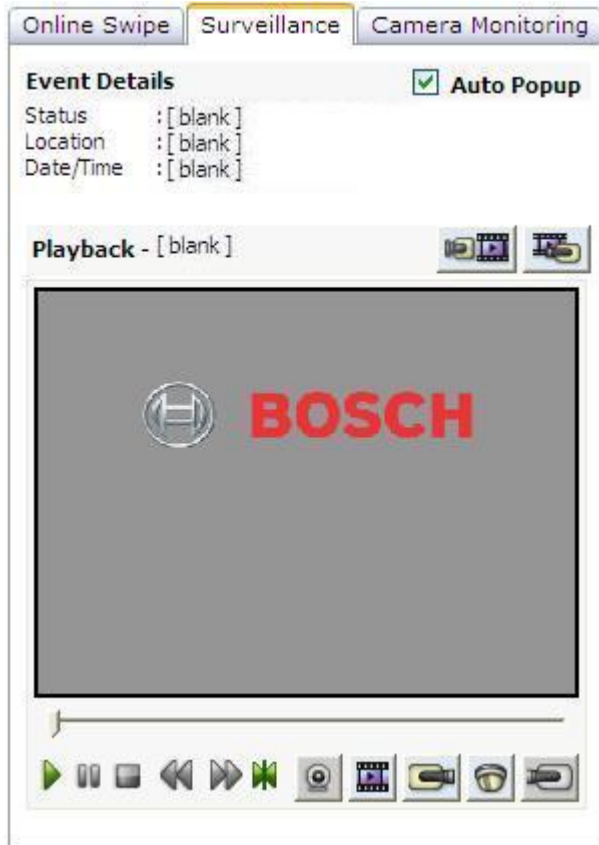 Online Swipe Surveillance Camera Monitoring
Event Details Auto Popup
Status :[ blank ]
Location :[ blank ]
Date/Time :[ blank ]
Playback - [ blank ]
BOSCH